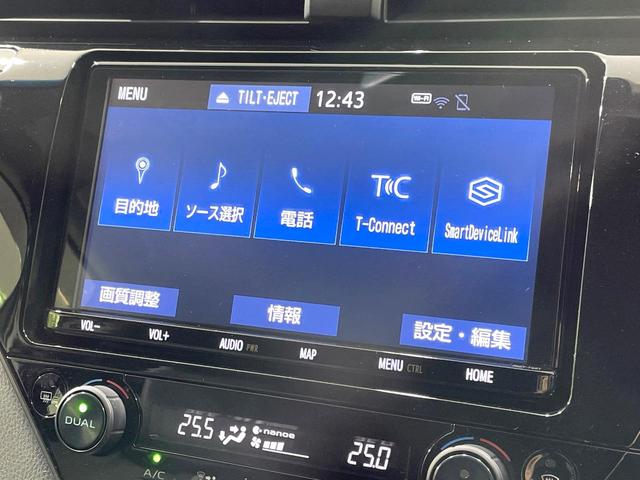 MENU
TILT・EJECT
12:43
Wi-Fi
目的地
ソース選択
電話
T-Connect
SmartDeviceLink
画質調整
情報
設定・編集
VOL−
VOL+
AUDIO PWR
MAP
MENU CTRL
HOME
DUAL
25.5
nanoe
25.0
A/C